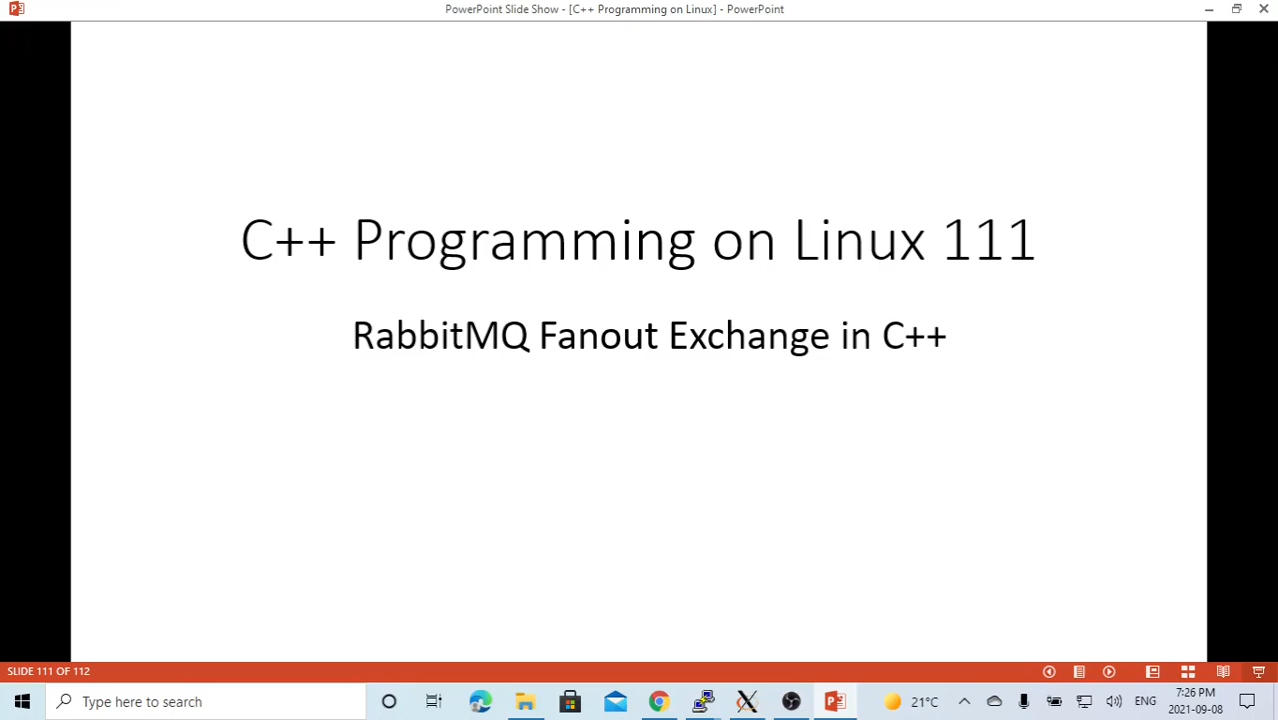 PowerPoint Slide Show - [C++ Programming on Linux] - PowerPoint
C++ Programming on Linux 111
RabbitMQ Fanout Exchange in C++
SLIDE 111 OF 112
Type here to search
21°C
ENG
7:26 PM
2021-09-08